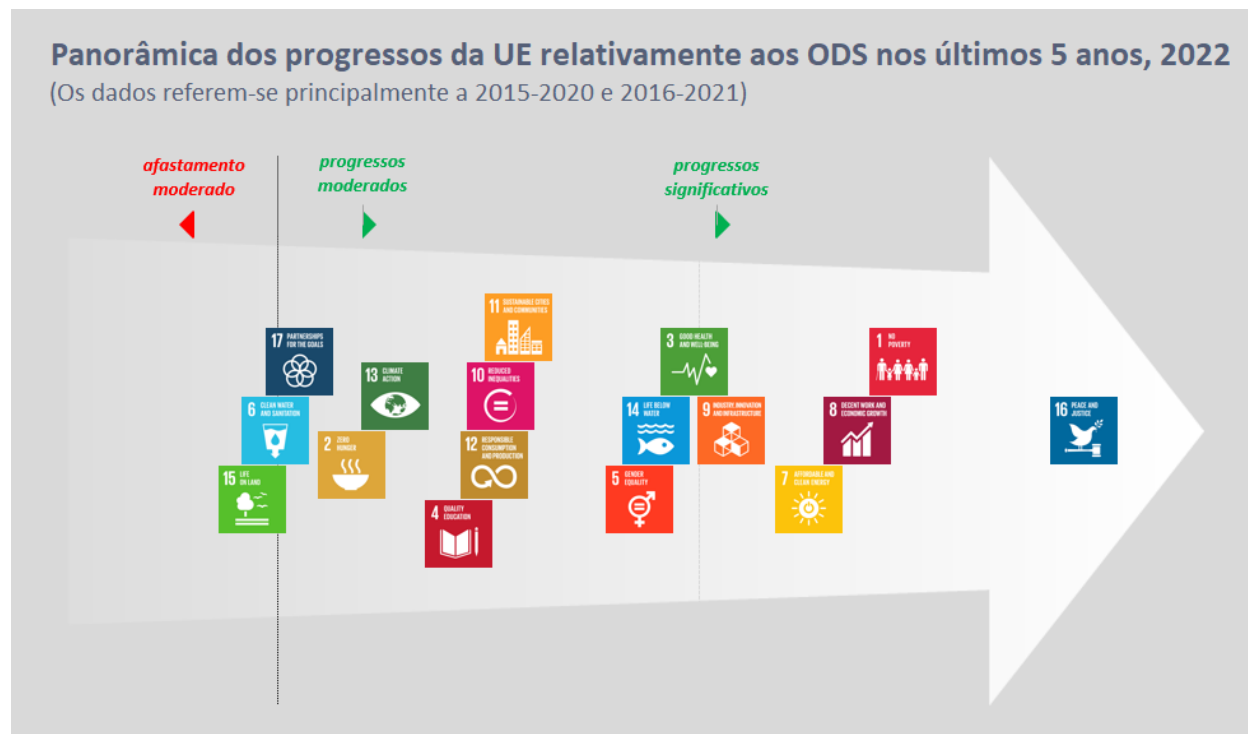 Panorâmica dos progressos da UE relativamente aos ODS nos últimos 5 anos, 2022
(Os dados referem-se principalmente a 2015-2020 e 2016-2021)
afastamento
moderado
progressos
moderados
progressos
significativos
11 SUSTAINABLE CITIES
AND COMMUNITIES
17 PARTNERSHIPS
FOR THE GOALS
3 GOOD HEALTH
AND WELL-BEING
1 NO
POVERTY
13 CLIMATE
ACTION
10 REDUCED
INEQUALITIES
6 CLEAN WATER
AND SANITATION
14 LIFE BELOW
WATER
9 INDUSTRY, INNOVATION
AND INFRASTRUCTURE
8 DECENT WORK AND
ECONOMIC GROWTH
16 PEACE AND
JUSTICE
2 ZERO
HUNGER
12 RESPONSIBLE
CONSUMPTION
AND PRODUCTION
15 LIFE
ON LAND
5 GENDER
EQUALITY
7 AFFORDABLE AND
CLEAN ENERGY
4 QUALITY
EDUCATION